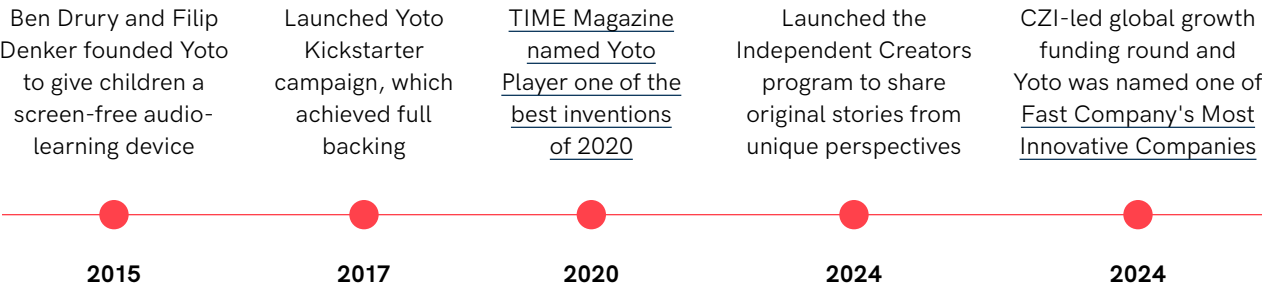 Ben Drury and Filip
Denker founded Yoto
to give children a
screen-free audio-
learning device
2015
Launched Yoto
Kickstarter
campaign, which
achieved full
backing
2017
TIME Magazine
named Yoto
Player one of the
best inventions
of 2020
2020
Launched the
Independent Creators
program to share
original stories from
unique perspectives
2024
CZI-led global growth
funding round and
Yoto was named one of
Fast Company's Most
Innovative Companies
2024